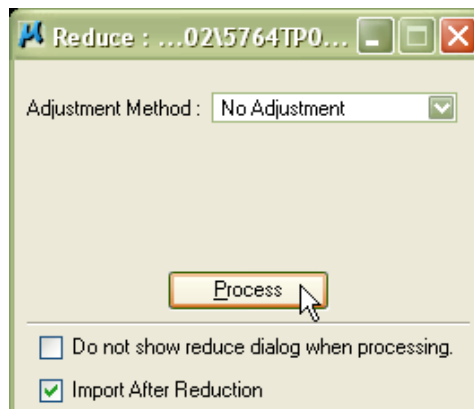 Reduce : ...02\5764TP0...
Adjustment Method : No Adjustment
Process
Do not show reduce dialog when processing.
Import After Reduction